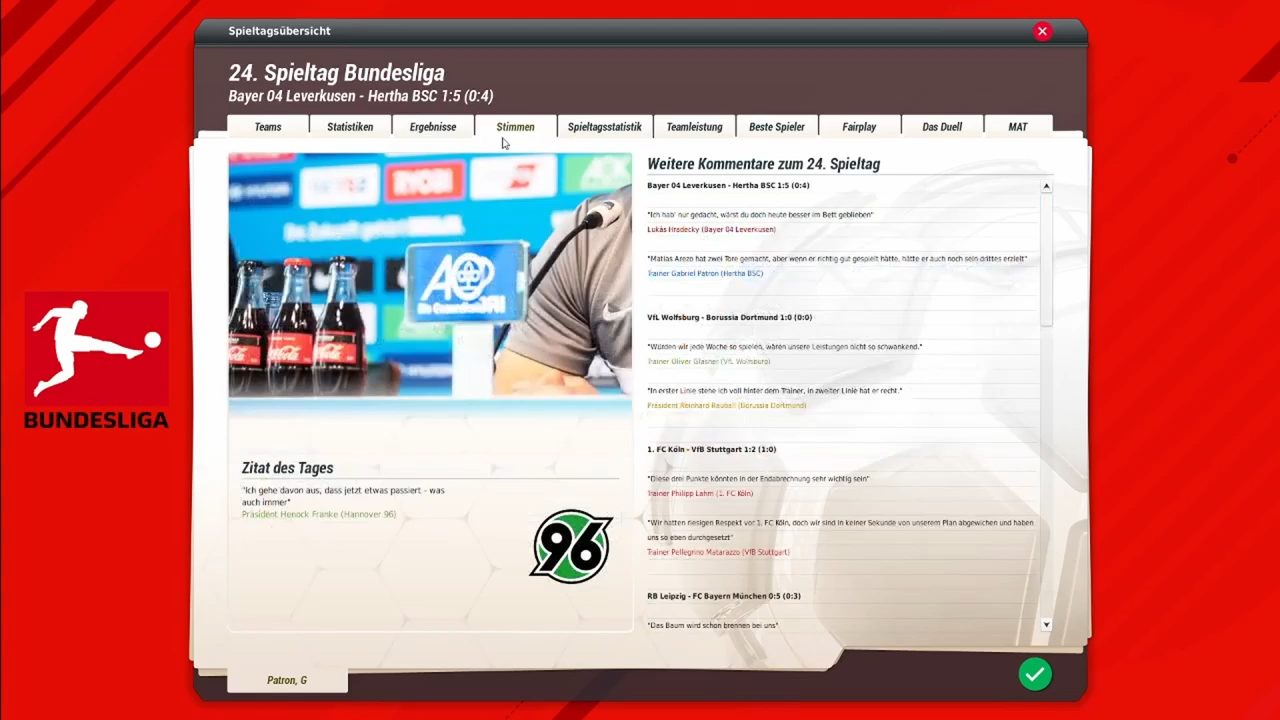 Spieltagsübersicht
24. Spieltag Bundesliga
Bayer 04 Leverkusen - Hertha BSC 1:5 (0:4)
Teams
Statistiken
Ergebnisse
Stimmen
Spieltagsstatistik
Teamleistung
Beste Spieler
Fairplay
Das Duell
MAT
RYOBI
Coca-Cola
Zitat des Tages
"Ich gehe davon aus, dass jetzt etwas passiert - was
auch immer"
Präsident Henock Franke (Hannover 96)
96
Weitere Kommentare zum 24. Spieltag
Bayer 04 Leverkusen - Hertha BSC 1:5 (0:4)
"Ich hab' nur gedacht, wärst du doch heute besser im Bett geblieben"
Lukás Hradecky (Bayer 04 Leverkusen)
"Matías Arezo hat zwei Tore gemacht, aber wenn er richtig gut gespielt hätte, hätte er auch noch sein drittes erzielt"
Trainer Gabriel Patron (Hertha BSC)
VfL Wolfsburg - Borussia Dortmund 1:0 (0:0)
"Würden wir jede Woche so spielen, wären unsere Leistungen nicht so schwankend."
Trainer Oliver Glasner (VfL Wolfsburg)
"In erster Linie stehe ich voll hinter dem Trainer, in zweiter Linie hat er recht."
Präsident Reinhard Rauball (Borussia Dortmund)
1. FC Köln - VfB Stuttgart 1:2 (1:0)
"Diese drei Punkte könnten in der Endabrechnung sehr wichtig sein"
Trainer Philipp Lahm (1. FC Köln)
"Wir hatten riesigen Respekt vor 1. FC Köln, doch wir sind in keiner Sekunde von unserem Plan abgewichen und haben
uns so eben durchgesetzt"
Trainer Pellegrino Matarazzo (VfB Stuttgart)
RB Leipzig - FC Bayern München 0:5 (0:3)
"Das Baum wird schon brennen bei uns"
BUNDESLIGA
Patron, G